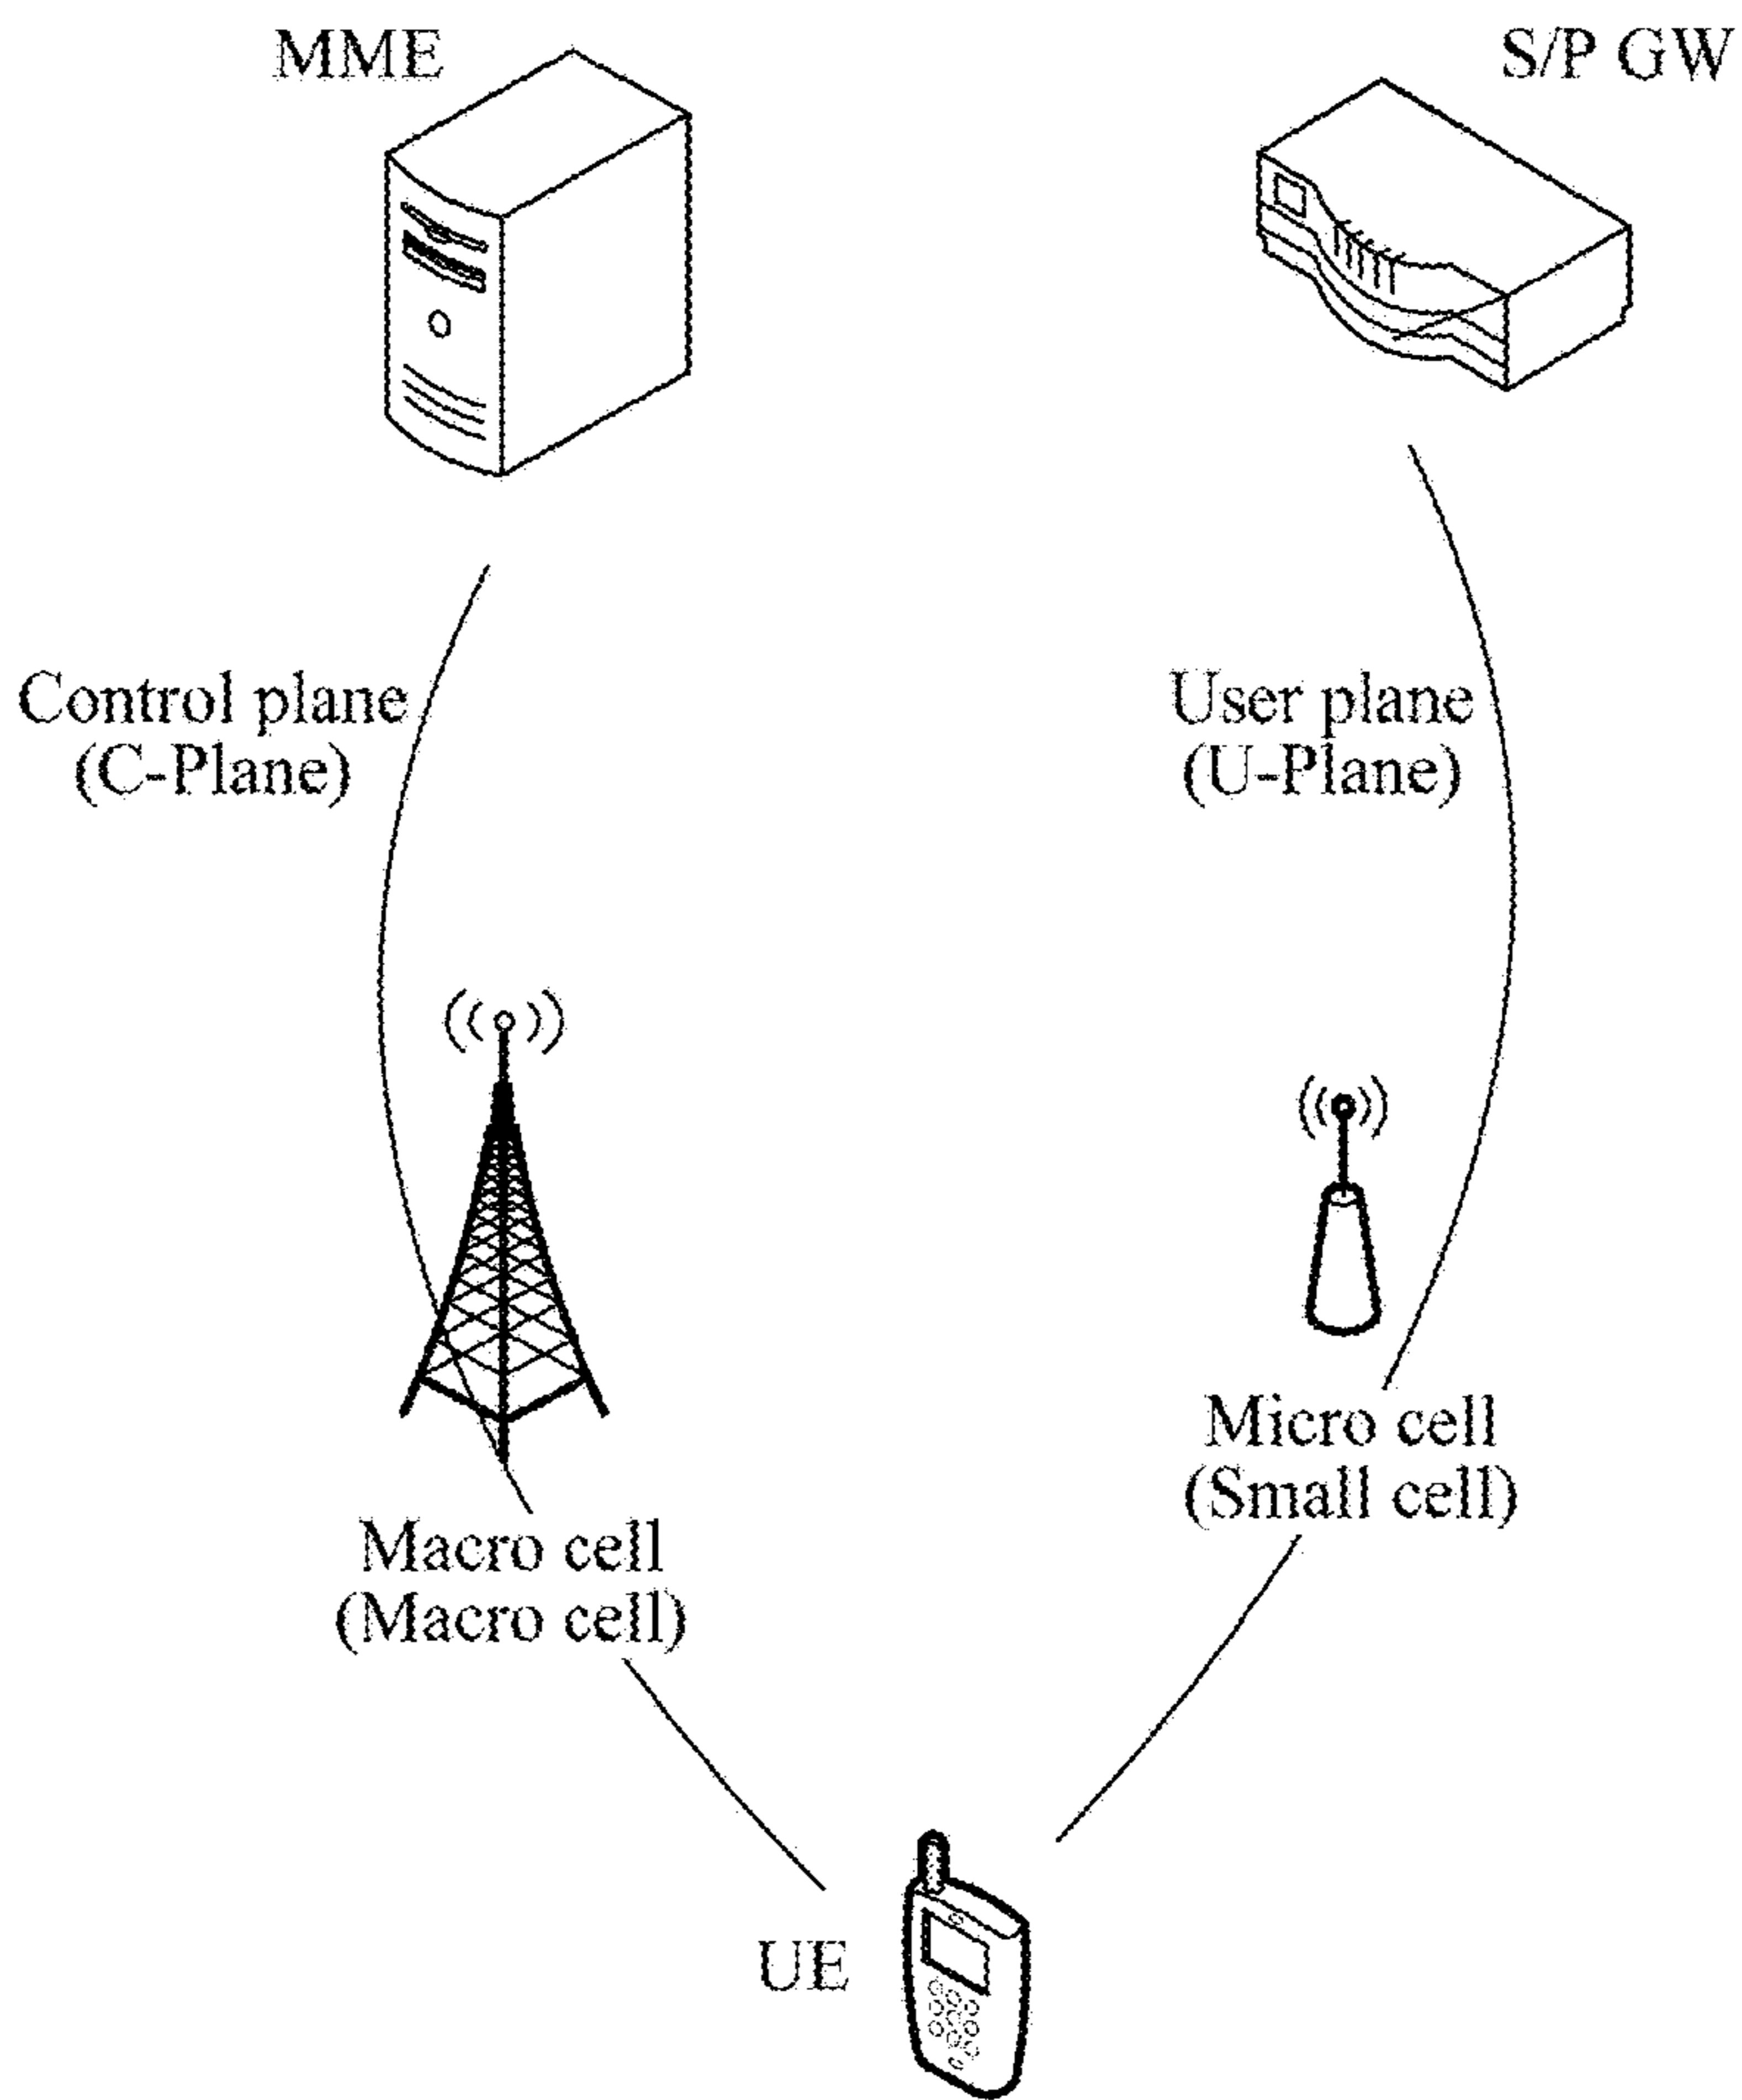 MME
S/P GW
Control plane
(C-Plane)
User plane
(U-Plane)
Micro cell
(Small cell)
Macro cell
(Macro cell)
UE